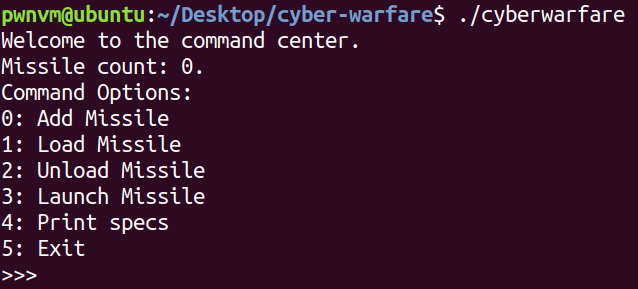 pwnvm@ubuntu:~/Desktop/cyber-warfare$ ./cyberwarfare
Welcome to the command center.
Missile count: 0.
Command Options:
0: Add Missile
1: Load Missile
2: Unload Missile
3: Launch Missile
4: Print specs
5: Exit
>>>